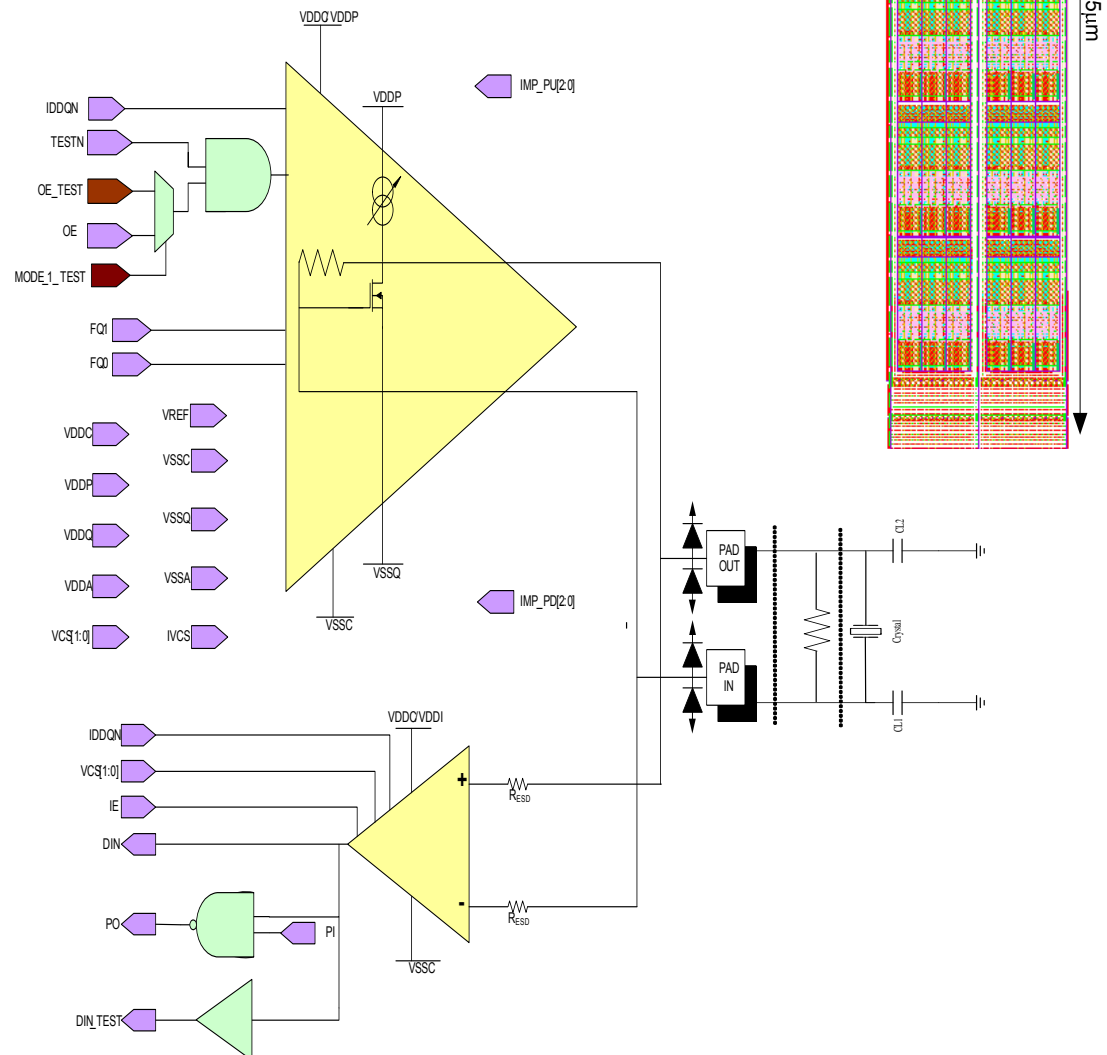 5µm
VDDC'VDDP
IMP_PU[2:0]
VDDP
IDDQN
TESTN
OE_TEST
OE
MODE_1_TEST
FQ1
FQ0
VREF
VDDC
VSSC
VDDP
VSSQ
VDDQ
VSSA
VDDA
VCS[1:0]
IVCS
VSSQ
VSSC
IMP_PD[2:0]
PAD
OUT
CL2
Crystal
PAD
IN
CL1
VDDC'VDDI
IDDQN
VCS[1:0]
IE
DIN
+
RESD
-
RESD
PO
PI
VSSC
DIN_TEST